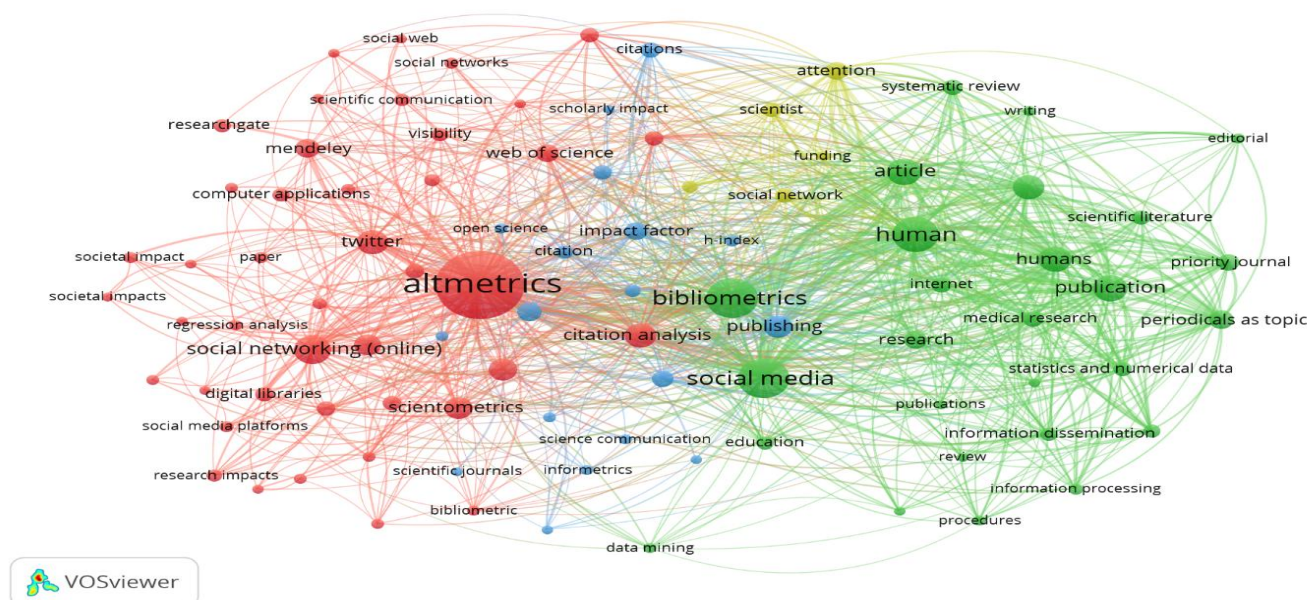 social web
citations
social networks
attention
scientific communication
scholarly impact
scientist
systematic review
writing
researchgate
visibility
editorial
mendeley
web of science
funding
article
computer applications
social network
scientific literature
open science
impact factor
h-index
human
twitter
citation
societal impact
paper
humans
priority journal
altmetrics
internet
publication
societal impacts
bibliometrics
regression analysis
publishing
medical research
periodicals as topic
social networking (online)
citation analysis
research
social media
statistics and numerical data
digital libraries
scientometrics
publications
social media platforms
science communication
education
information dissemination
research impacts
scientific journals
informetrics
review
information processing
bibliometric
procedures
data mining
VOSviewer